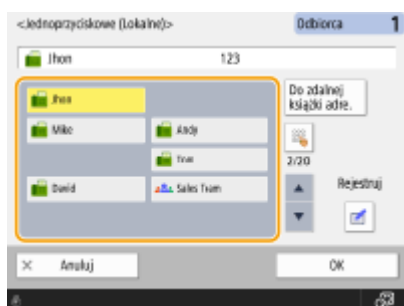 <Jednoprzyciskowe (Lokalne)>
Odbiorca 1
Jhon 123
Jhon
Mike
Andy
Tom
David
Sales Team
Do zdalnej
książki adre.
2/20
Rejestruj
× Anuluj
OK